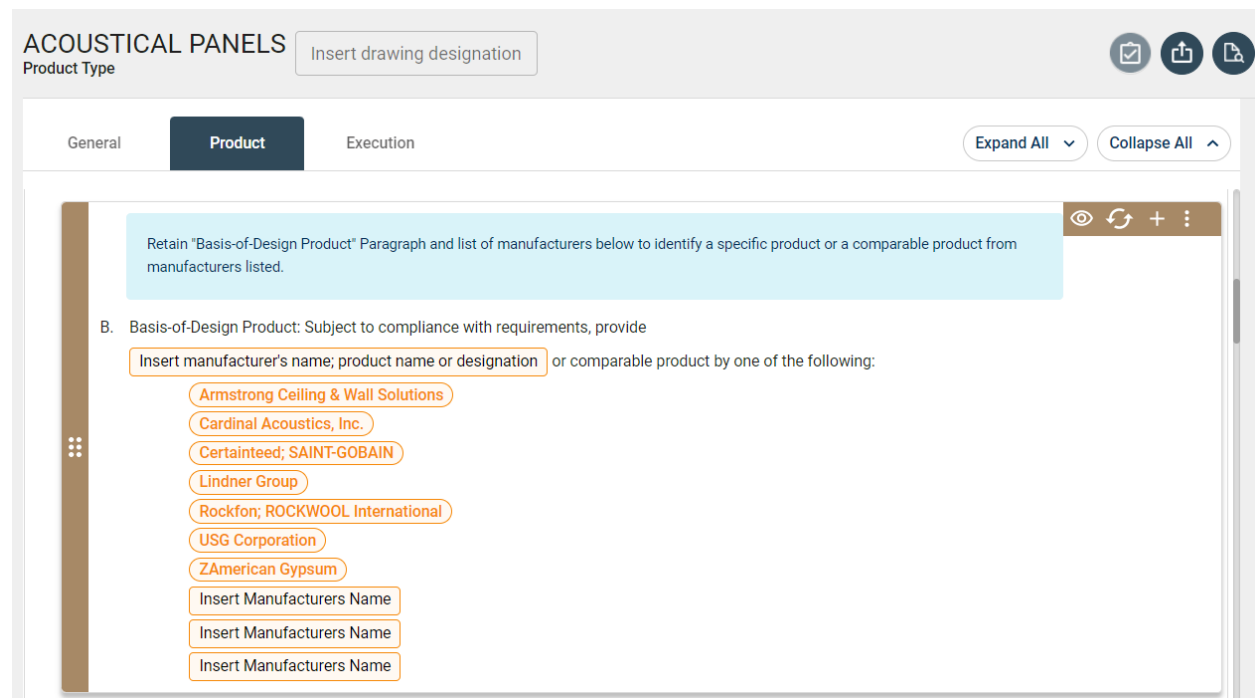 ACOUSTICAL PANELS
Product Type
Insert drawing designation
General
Product
Execution
Expand All
Collapse All
Retain "Basis-of-Design Product" Paragraph and list of manufacturers below to identify a specific product or a comparable product from
manufacturers listed.
B. Basis-of-Design Product: Subject to compliance with requirements, provide
Insert manufacturer's name; product name or designation or comparable product by one of the following:
Armstrong Ceiling & Wall Solutions
Cardinal Acoustics, Inc.
Certainteed; SAINT-GOBAIN
Lindner Group
Rockfon; ROCKWOOL International
USG Corporation
ZAmerican Gypsum
Insert Manufacturers Name
Insert Manufacturers Name
Insert Manufacturers Name